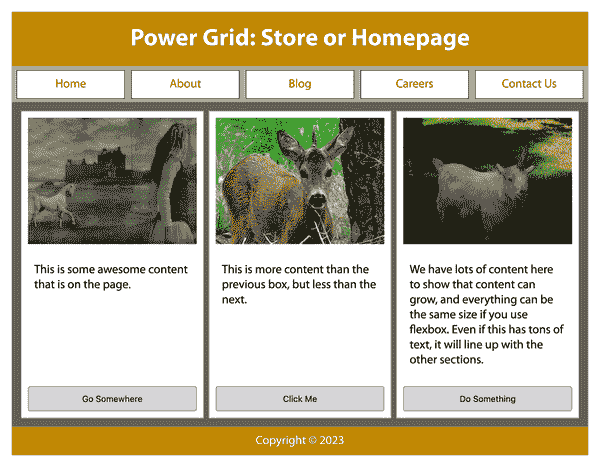 Power Grid: Store or Homepage
Home About Blog Careers Contact Us
This is some awesome content
that is on the page.
This is more content than the
previous box, but less than the
next.
We have lots of content here
to show that content can
grow, and everything can be
the same size if you use
flexbox. Even if this has tons of
text, it will line up with the
other sections.
Go Somewhere
Click Me
Do Something
Copyright © 2023